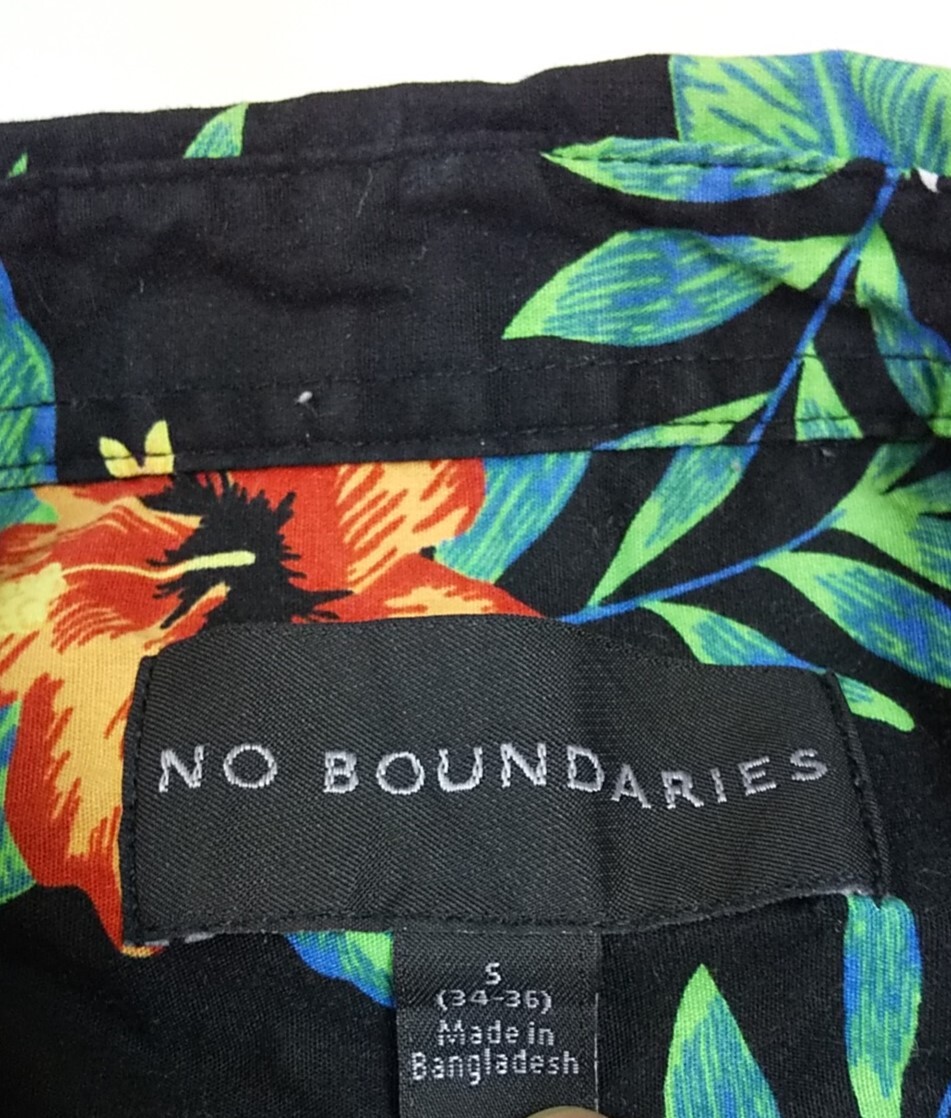 NO BOUNDARIES
S
(34-36)
Made in
Bangladesh